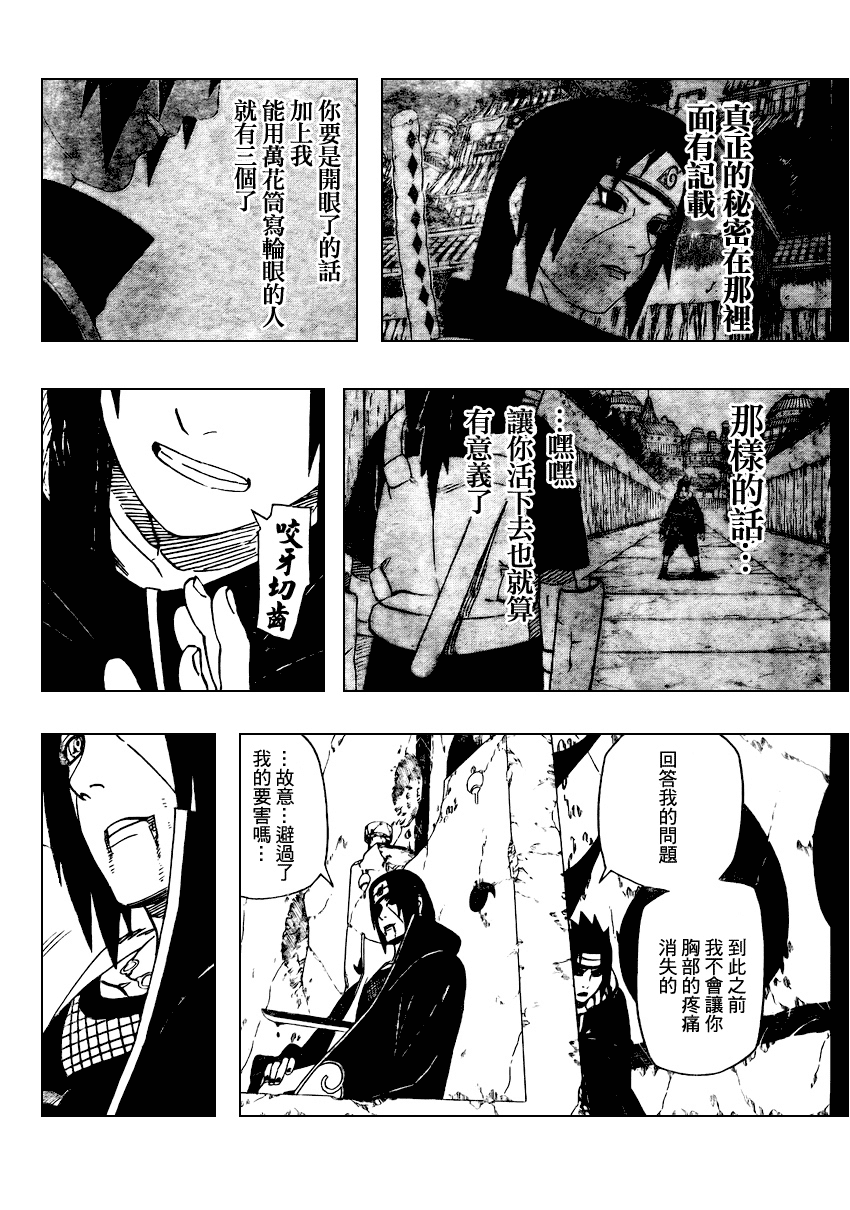 真正的秘密在那裡
面有記載
你要是開眼了的話
加上我
能用萬花筒寫輪眼的人
就有三個了
那樣的話…
…嘿嘿
讓你活下去也就算
有意義了
咬牙切齒
回答我的問題
到此之前
我不會讓你
胸部的疼痛
消失的
…故意…避過了
我的要害嗎…